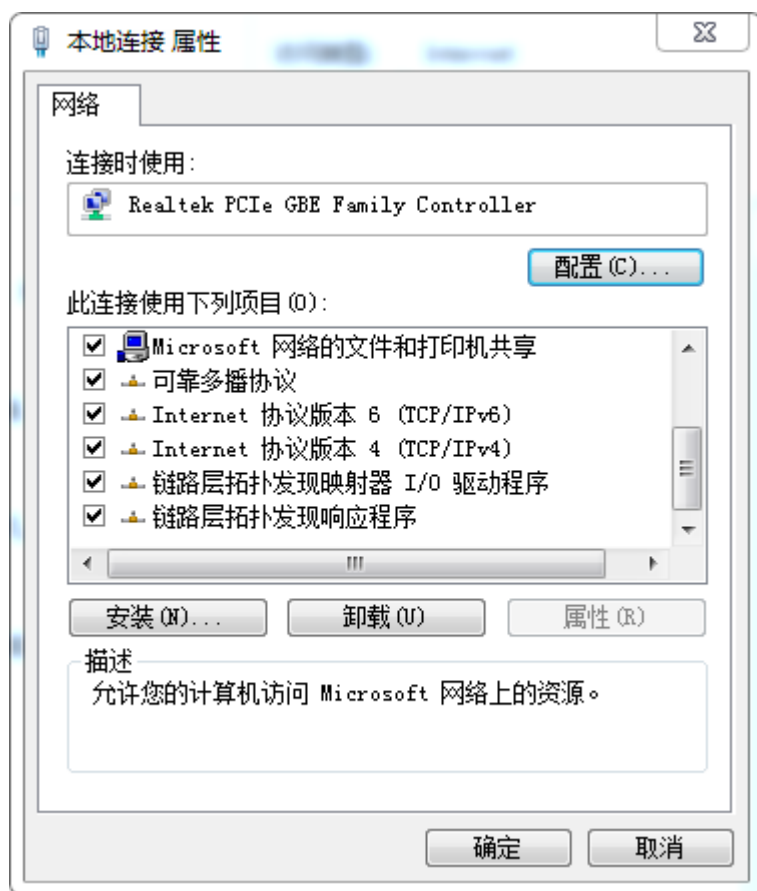 本地连接 属性
网络
连接时使用:
Realtek PCIe GBE Family Controller
配置(C)...
此连接使用下列项目(O):
Microsoft 网络的文件和打印机共享
可靠多播协议
Internet 协议版本 6 (TCP/IPv6)
Internet 协议版本 4 (TCP/IPv4)
链路层拓扑发现映射器 I/O 驱动程序
链路层拓扑发现响应程序
安装(N)...
卸载(U)
属性(R)
描述
允许您的计算机访问 Microsoft 网络上的资源。
确定
取消